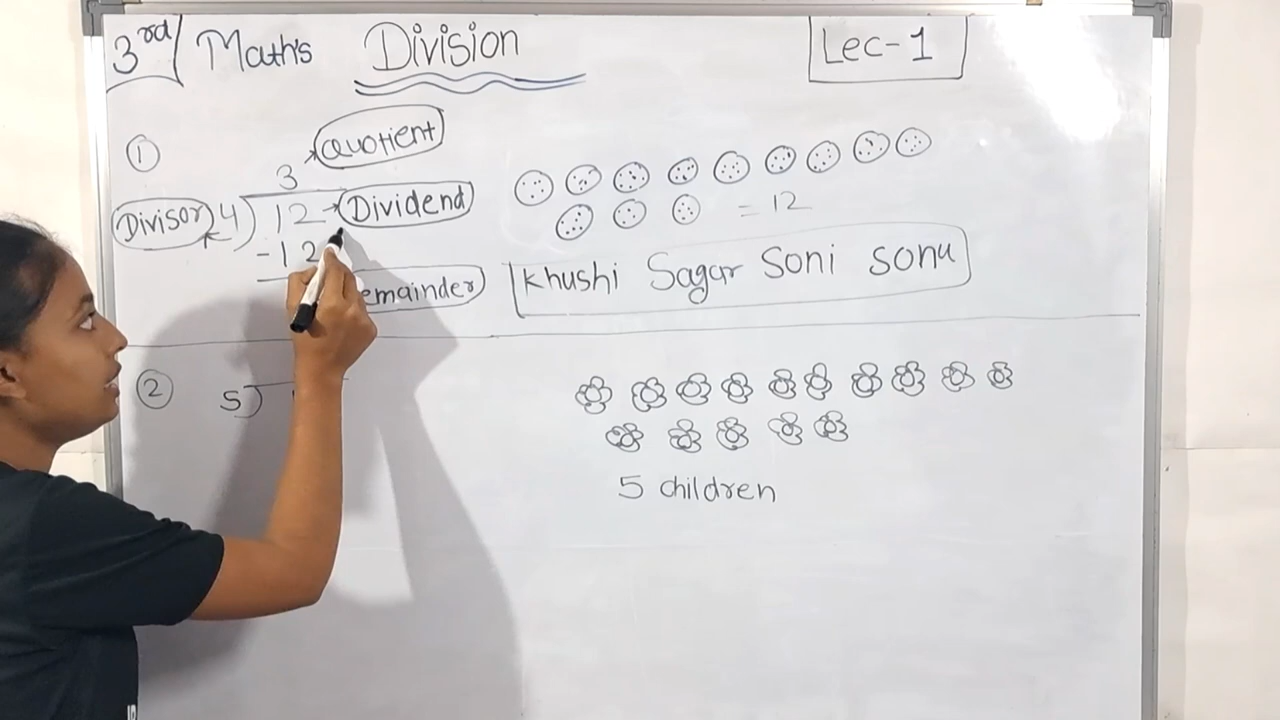 3rd Maths Division Lec-1
1
Quotient
3
Divisor 4) 12 Dividend
= 12
-12
emainder
Khushi Sagar Soni sonu
2
5)
5 children